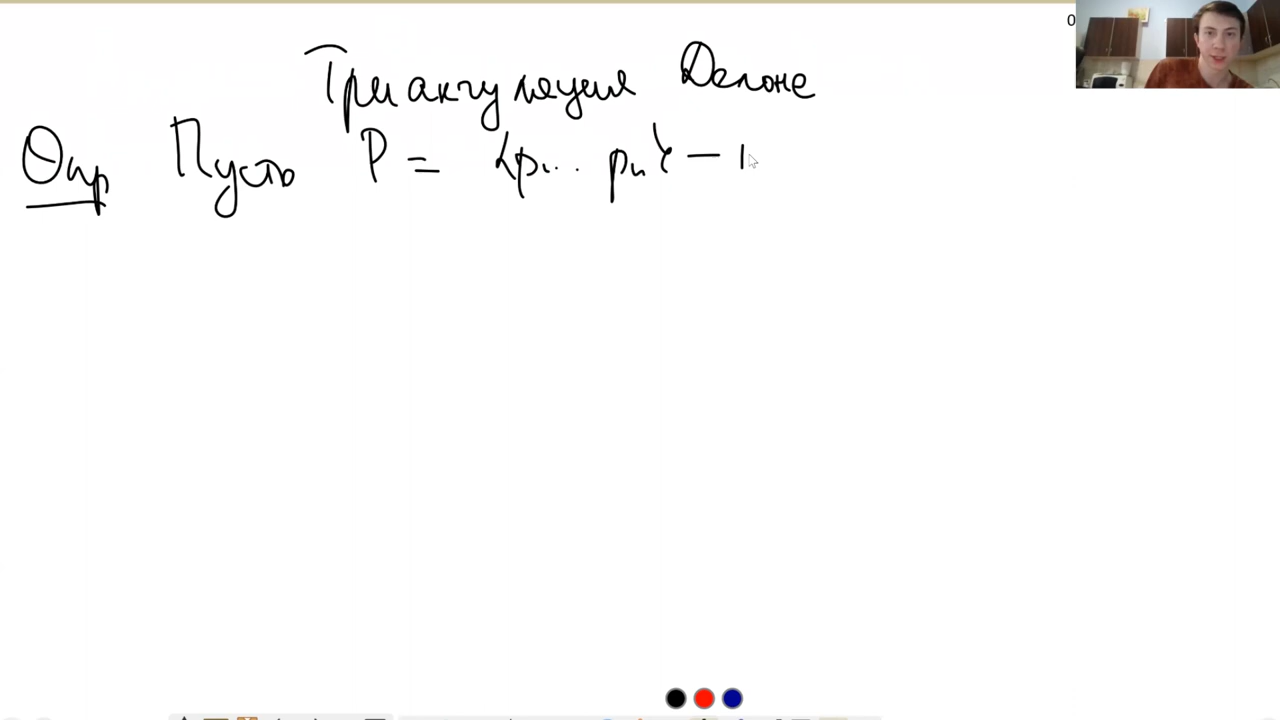 Триангуляция Делоне
Опр Пусть P = {p₁... pₙ} –